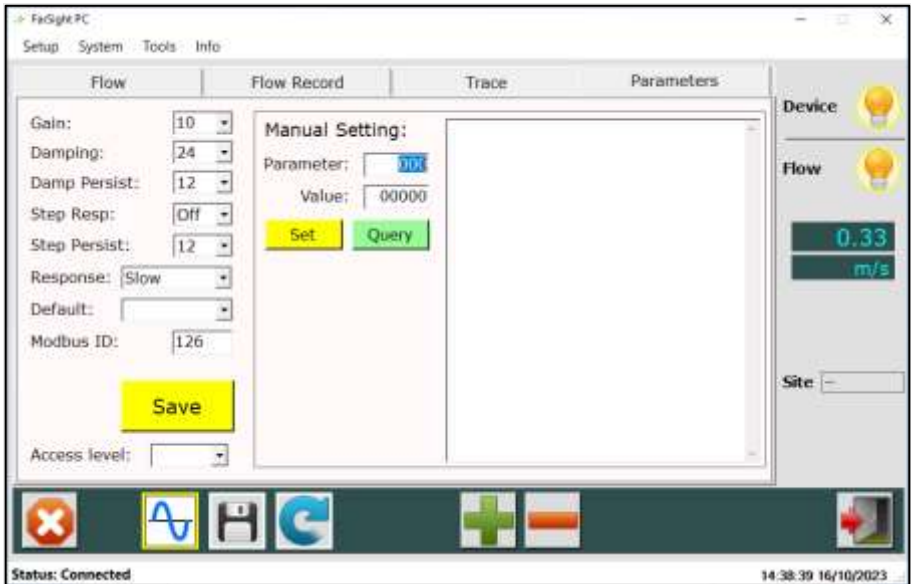 FarSight PC
Setup System Tools Info
Flow Flow Record Trace Parameters
Gain: 10
Damping: 24
Damp Persist: 12
Step Resp: Off
Step Persist: 12
Response: Slow
Default:
Modbus ID: 126
Save
Access level:
Manual Setting:
Parameter: 000
Value: 00000
Set Query
Device
Flow
0.33
m/s
Site --
Status: Connected 14:38:39 16/10/2023